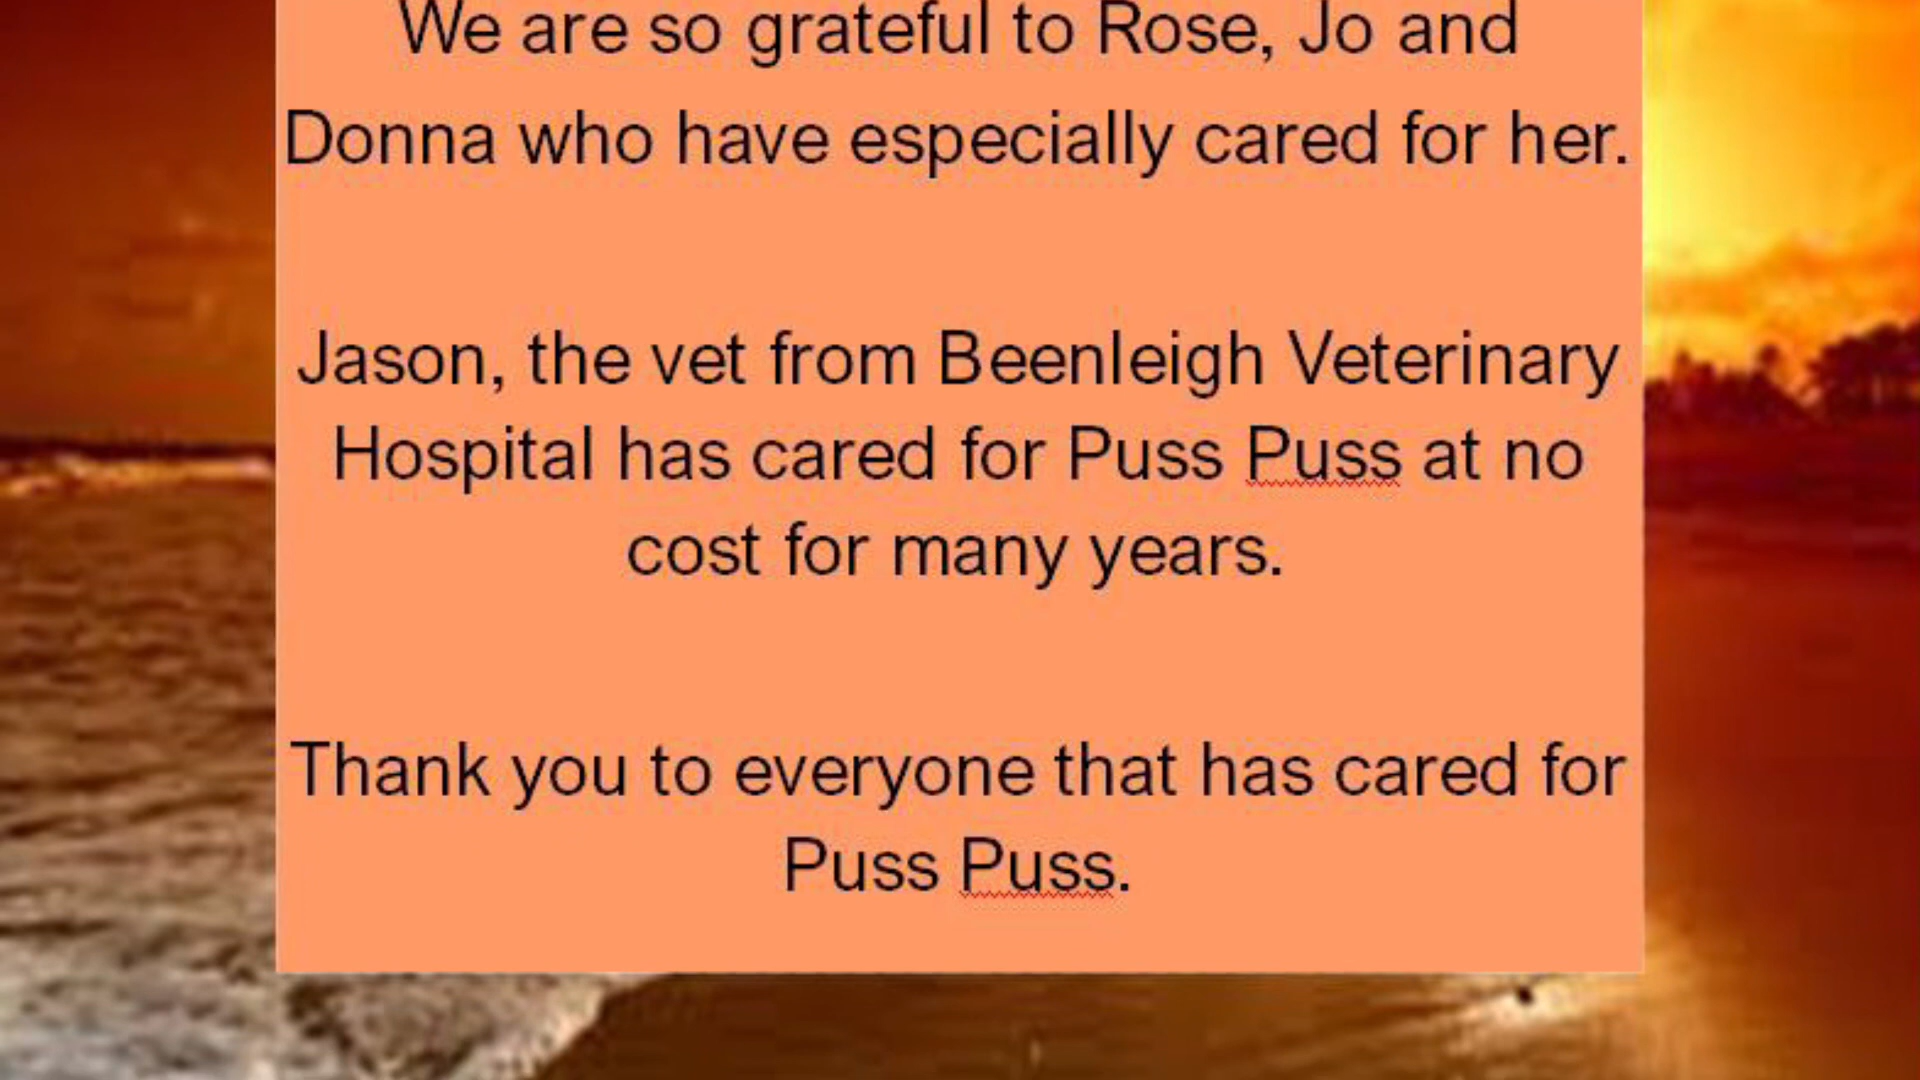 We are so grateful to Rose, Jo and
Donna who have especially cared for her.
Jason, the vet from Beenleigh Veterinary
Hospital has cared for Puss Puss at no
cost for many years.
Thank you to everyone that has cared for
Puss Puss.